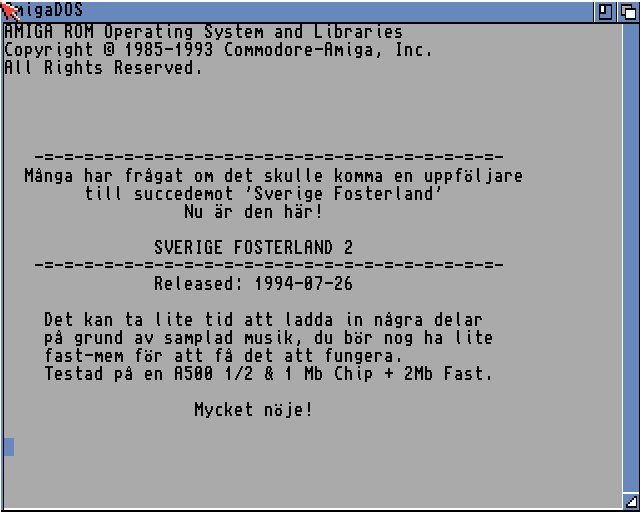 AmigaDOS
AMIGA ROM Operating System and Libraries
Copyright © 1985-1993 Commodore-Amiga, Inc.
All Rights Reserved.
-=-=-=-=-=-=-=-=-=-=-=-=-=-=-=-=-=-=-=-=-=-=-=-
Många har frågat om det skulle komma en uppföljare
till succedemot 'Sverige Fosterland'
Nu är den här!
SVERIGE FOSTERLAND 2
-=-=-=-=-=-=-=-=-=-=-=-=-=-=-=-=-=-=-=-=-=-=-=-
Released: 1994-07-26
Det kan ta lite tid att ladda in några delar
på grund av samplad musik, du bör nog ha lite
fast-mem för att få det att fungera.
Testad på en A500 1/2 & 1 Mb Chip + 2Mb Fast.
Mycket nöje!